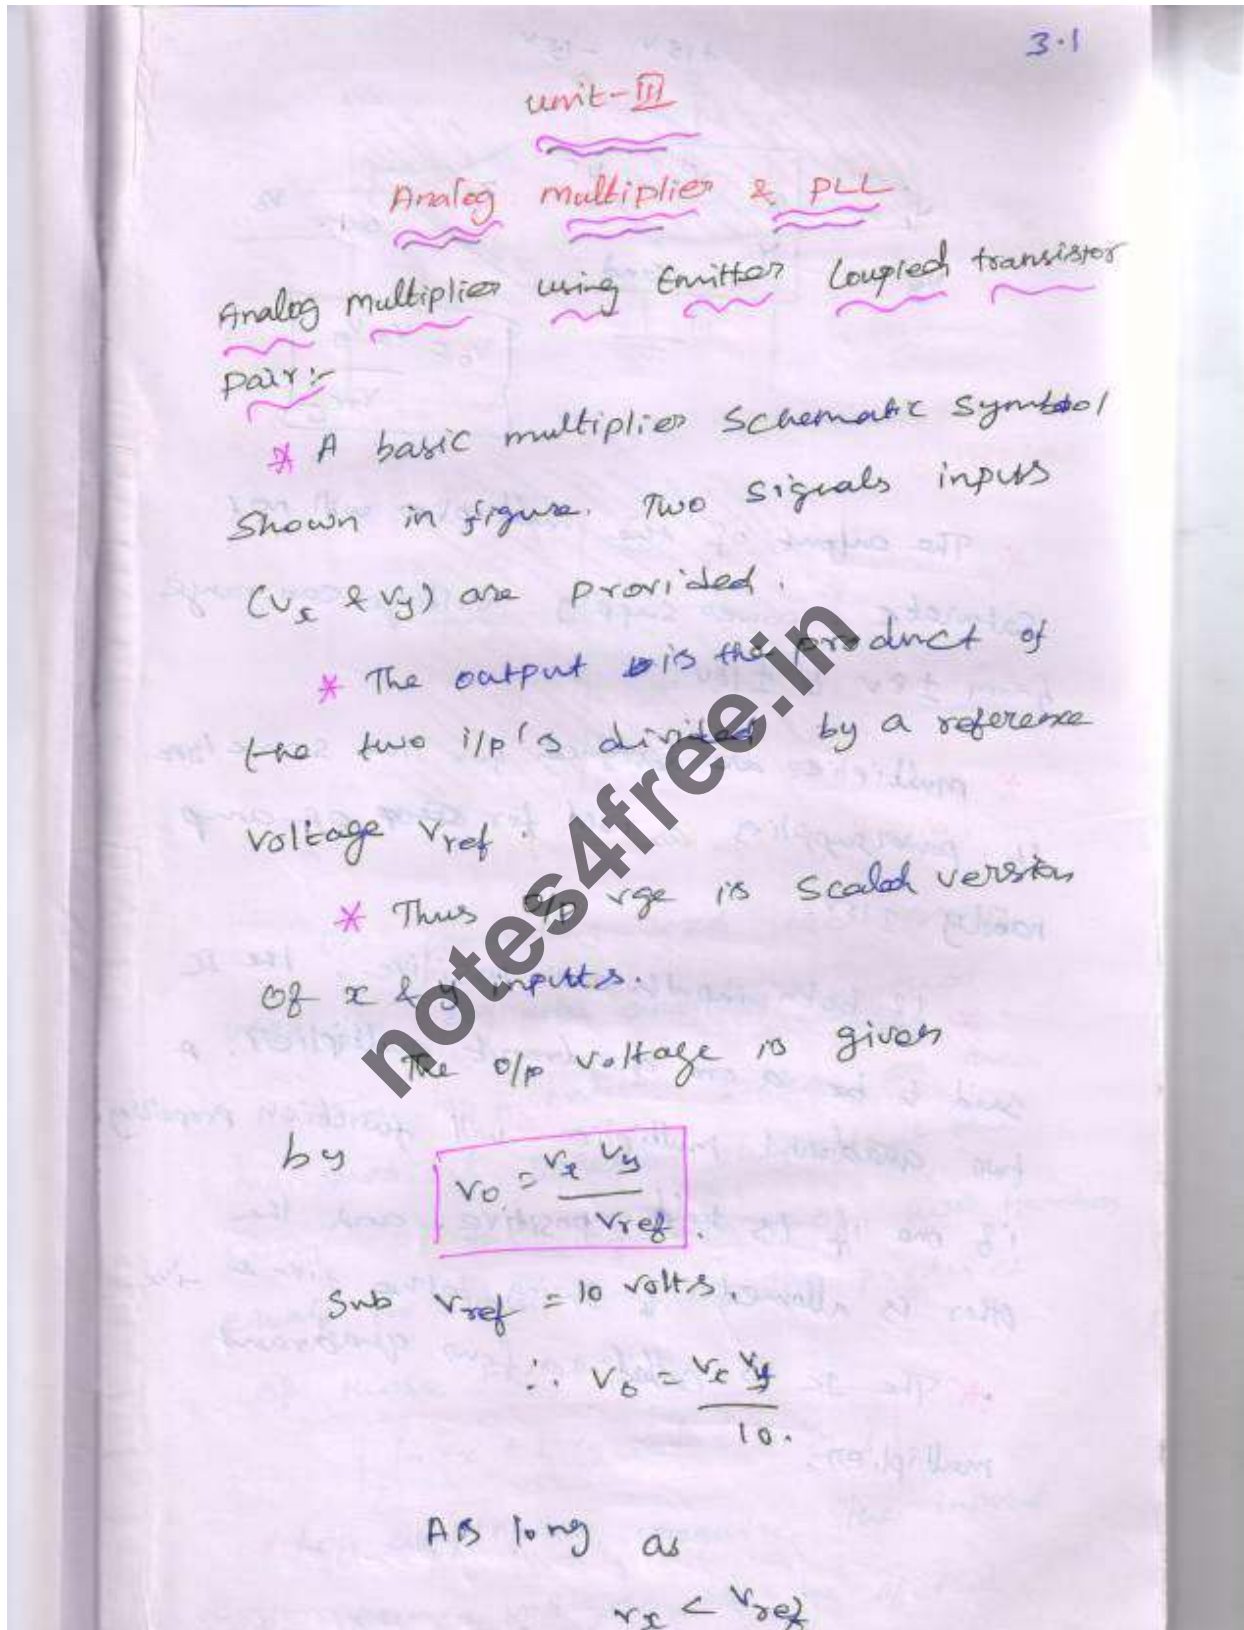 3.1
unit-III
Analog multiplier & PLL.
Analog multiplier using Emitter Coupled transistor
pair:-
* A basic multiplier schematic symbol
shown in figure. Two signals inputs
(Vx & Vy) are provided.
* The output is the product of
the two i/p's divided by a reference
voltage Vref.
* Thus o/p vge is scaled version
of x & y inputs.
The o/p voltage is given
by
Vo = Vx Vy / Vref.
Sub Vref = 10 volts.
∴ Vo = Vx Vy / 10.
As long as
Vx < Vref
notes4free.in